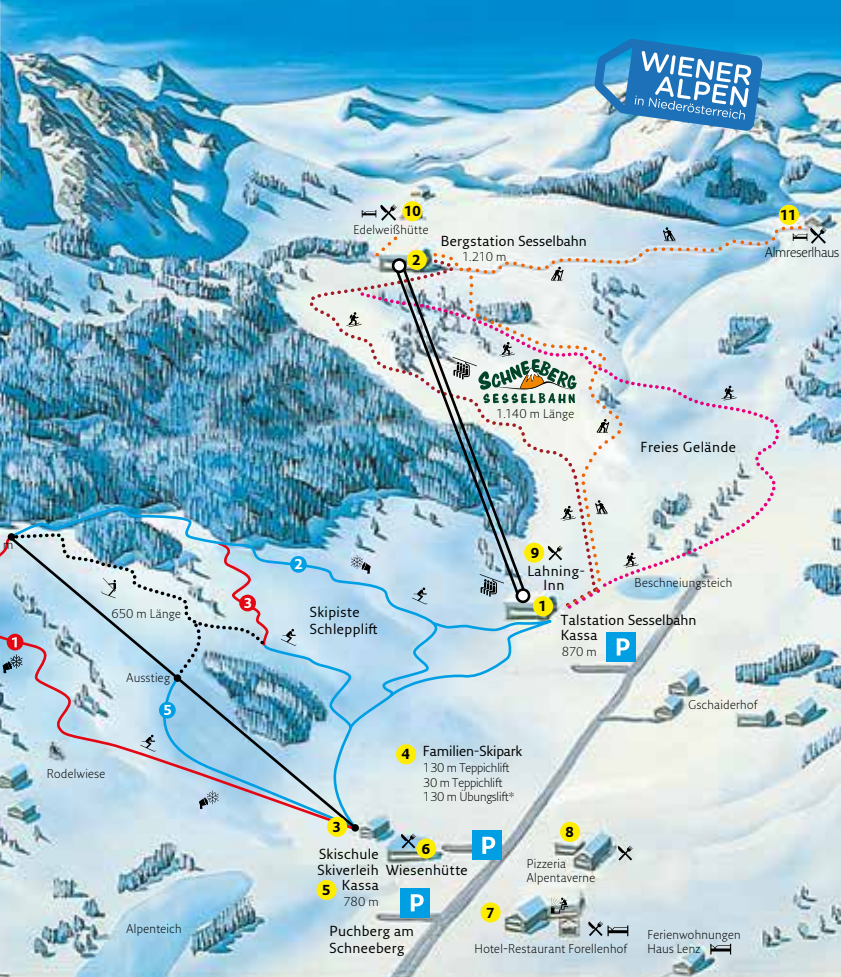 WIENER
ALPEN
in Niederösterreich
10
Edelweißhütte
11
Almreserlhaus
2
Bergstation Sesselbahn
1.210 m
SCHNEEBERG
SESSELBAHN
1.140 m Länge
Freies Gelände
9
Lahning-
Inn
Beschneiungsteich
1
Talstation Sesselbahn
Kassa
870 m
P
m
2
3
650 m Länge
Skipiste
Schlepplift
1
Ausstieg
5
Gschaiderhof
Rodelwiese
4
Familien-Skipark
130 m Teppichlift
30 m Teppichlift
130 m Übungslift*
3
Skischule
Skiverleih
5
Kassa
780 m
6
Wiesenhütte
P
8
Pizzeria
Alpentaverne
P
Puchberg am
Schneeberg
7
Hotel-Restaurant Forellenhof
Ferienwohnungen
Haus Lenz
Alpenteich